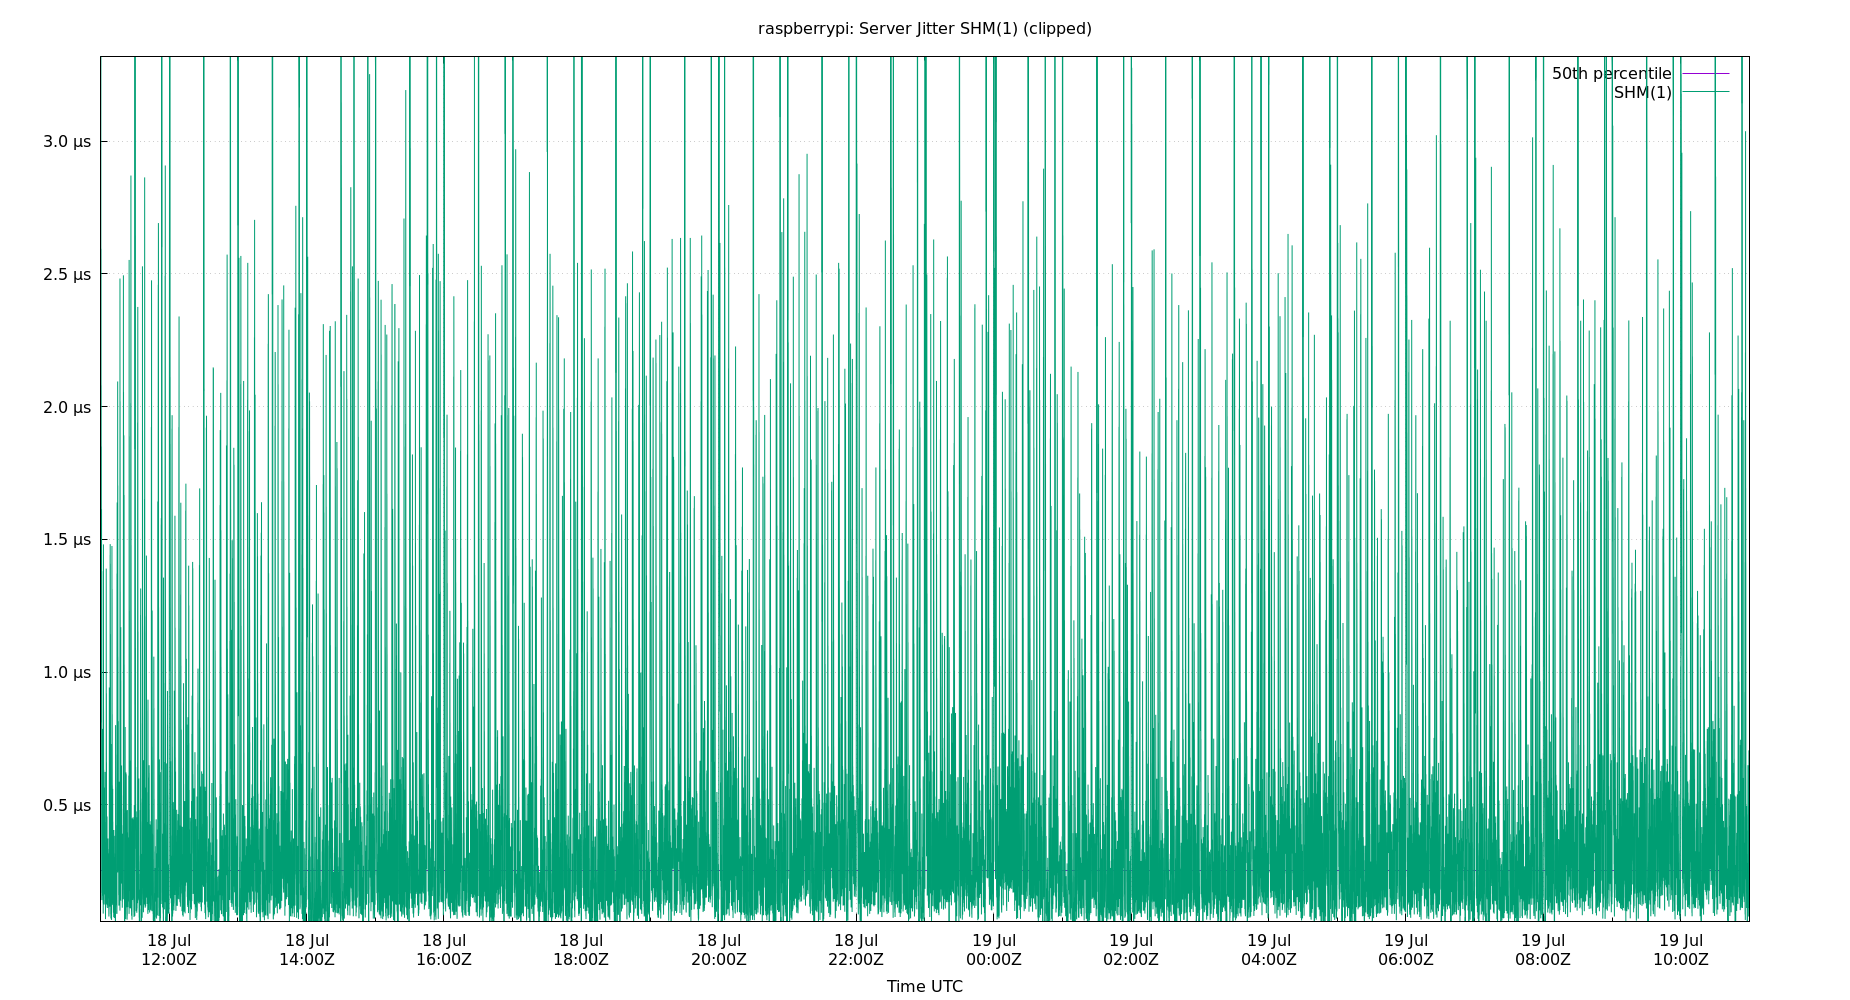 raspberrypi: Server Jitter SHM(1) (clipped)
50th percentile
SHM(1)
3.0 µs
2.5 µs
2.0 µs
1.5 µs
1.0 µs
0.5 µs
18 Jul 18 Jul 18 Jul 18 Jul 18 Jul 18 Jul 19 Jul 19 Jul 19 Jul 19 Jul 19 Jul 19 Jul
12:00Z 14:00Z 16:00Z 18:00Z 20:00Z 22:00Z 00:00Z 02:00Z 04:00Z 06:00Z 08:00Z 10:00Z
Time UTC